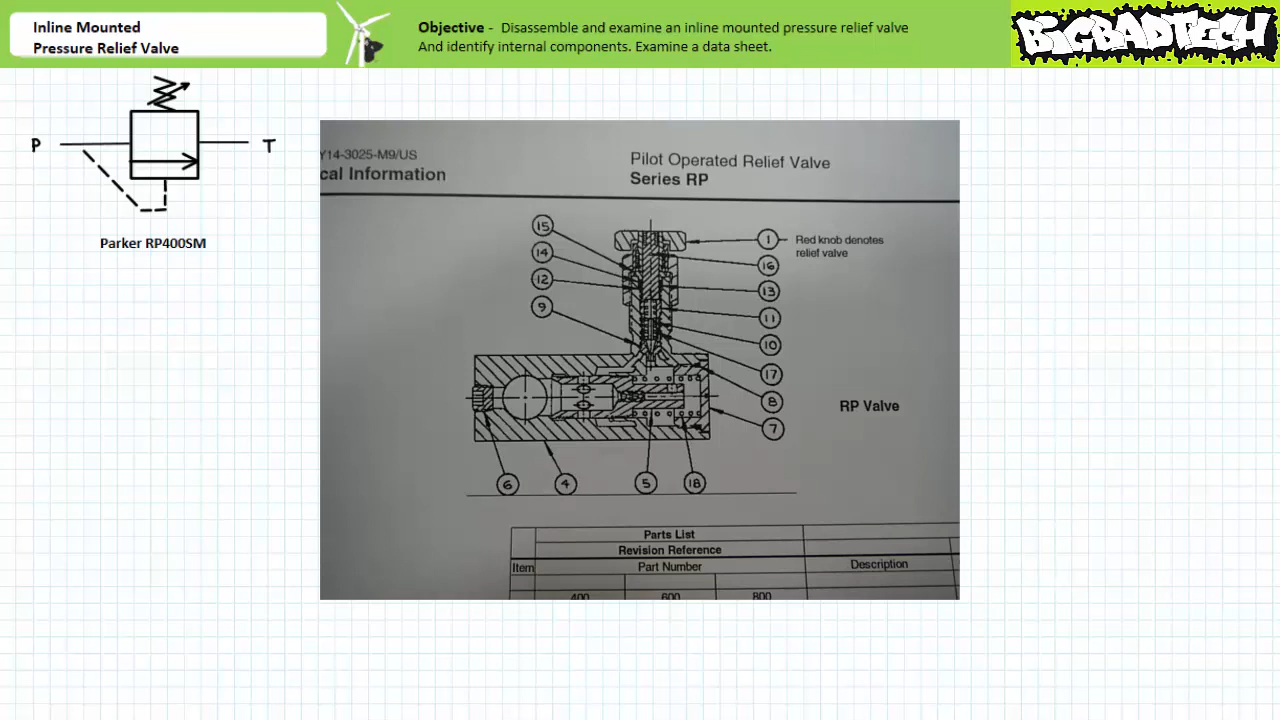 Inline Mounted
Pressure Relief Valve
Objective - Disassemble and examine an inline mounted pressure relief valve
And identify internal components. Examine a data sheet.
BIGBADTECH
P
T
Parker RP400SM
Y14-3025-M9/US
cal Information
Pilot Operated Relief Valve
Series RP
15
14
12
9
1
Red knob denotes
relief valve
16
13
11
10
17
8
7
RP Valve
6
4
5
18
Parts List
Revision Reference
Item
Part Number
Description
400
600
800